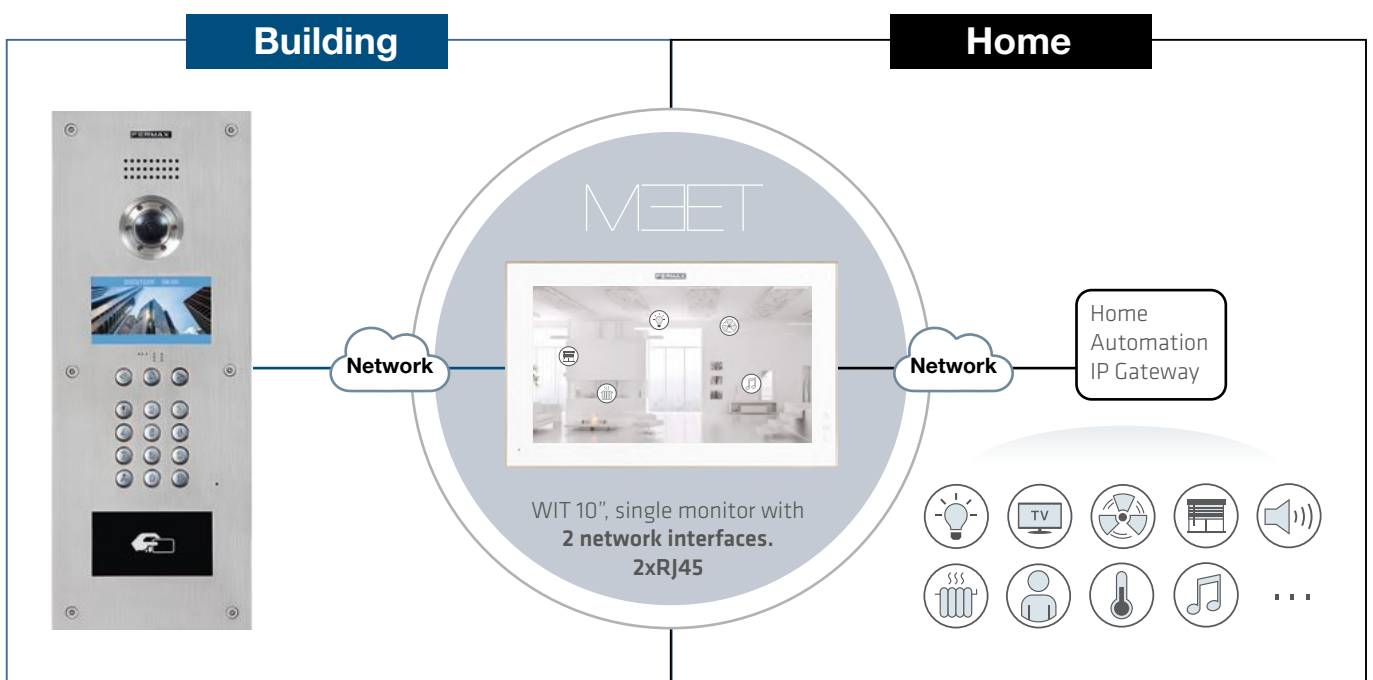 Building
Home
FERMAX
MEET
FERMAX
Network
Network
Home
Automation
IP Gateway
WIT 10”, single monitor with
2 network interfaces.
2xRJ45
TV
...